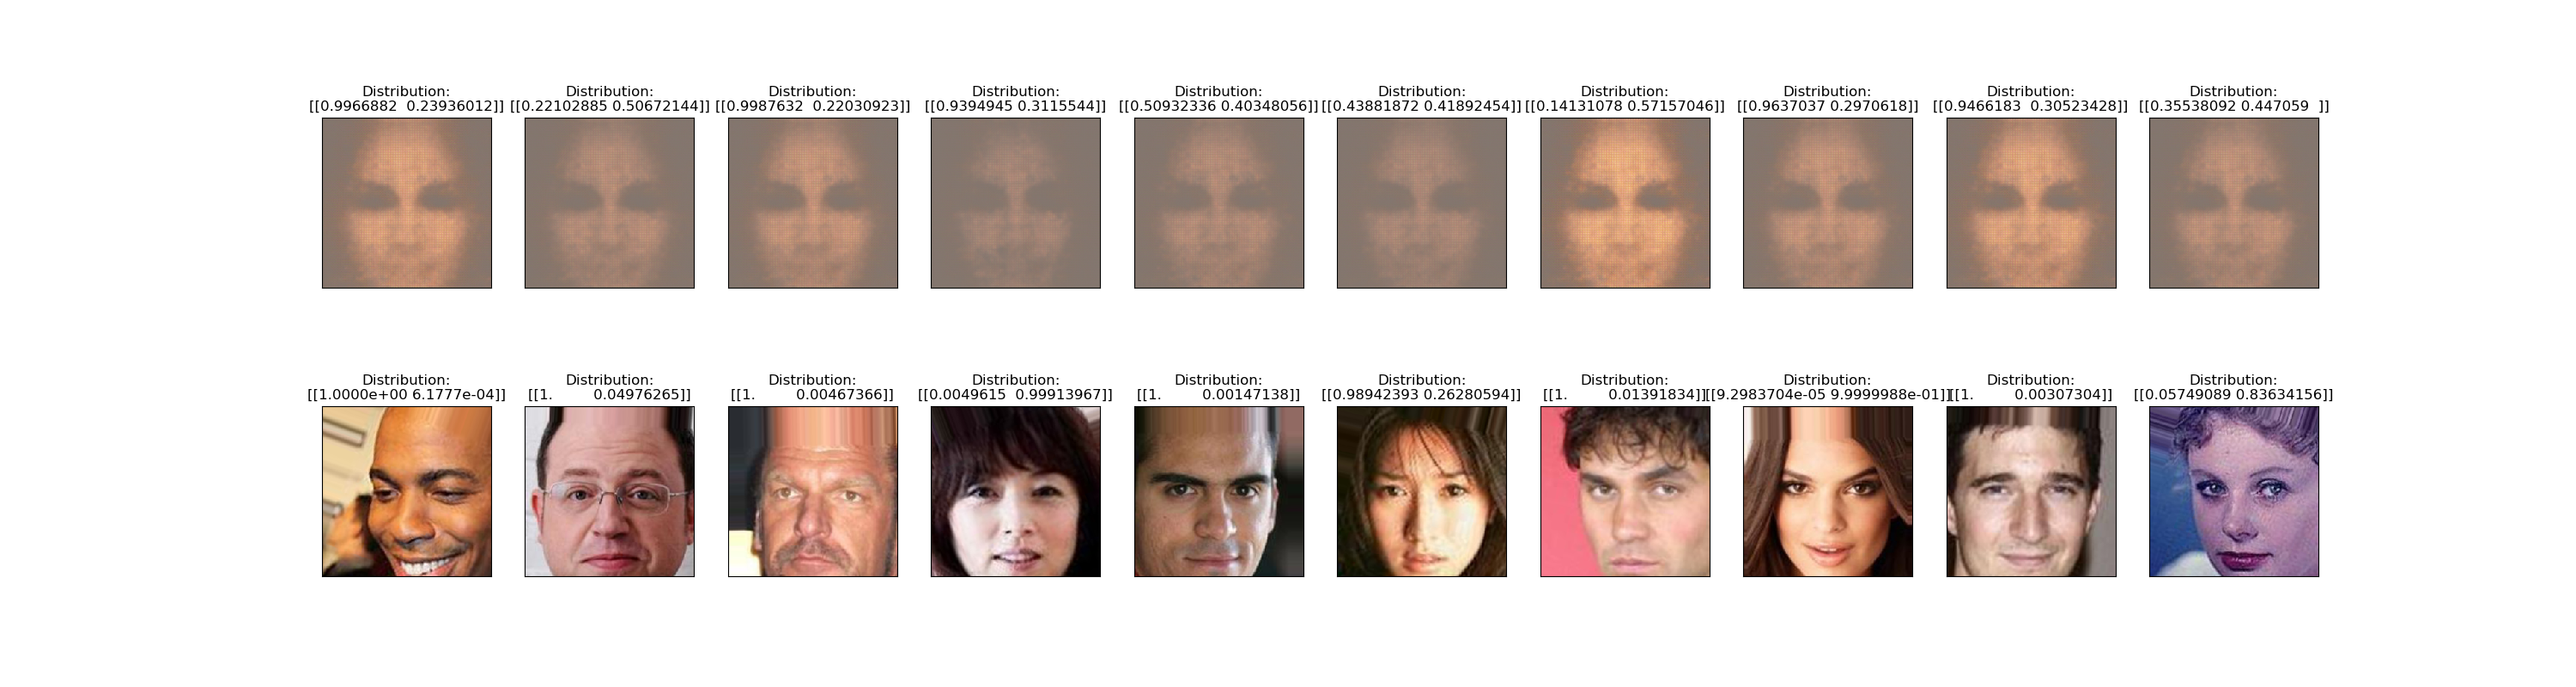 Distribution:
[[0.9966882  0.23936012]]
Distribution:
[[0.22102885 0.50672144]]
Distribution:
[[0.9987632  0.22030923]]
Distribution:
[[0.9394945 0.3115544]]
Distribution:
[[0.50932336 0.40348056]]
Distribution:
[[0.43881872 0.41892454]]
Distribution:
[[0.14131078 0.57157046]]
Distribution:
[[0.9637037 0.2970618]]
Distribution:
[[0.9466183  0.30523428]]
Distribution:
[[0.35538092 0.447059  ]]
Distribution:
[[1.0000e+00 6.1777e-04]]
Distribution:
[[1.         0.04976265]]
Distribution:
[[1.         0.00467366]]
Distribution:
[[0.0049615  0.99913967]]
Distribution:
[[1.         0.00147138]]
Distribution:
[[0.98942393 0.26280594]]
Distribution:
[[1.         0.01391834]]
Distribution:
[[9.2983704e-05 9.9999988e-01]]
Distribution:
[[1.         0.00307304]]
Distribution:
[[0.05749089 0.83634156]]